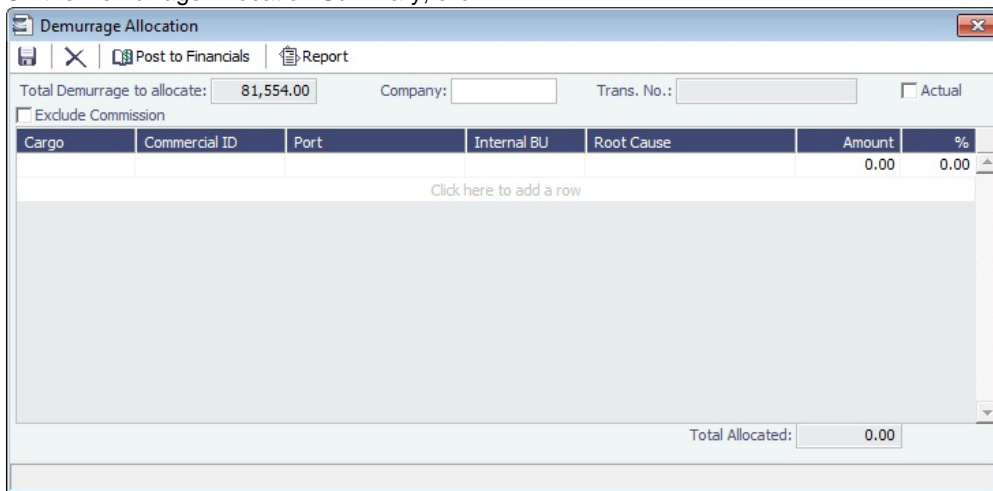 Demurrage Allocation
Post to Financials Report
Total Demurrage to allocate: 81,554.00 Company: Trans. No.: Actual
Exclude Commission
Cargo Commercial ID Port Internal BU Root Cause Amount %
0.00 0.00
Click here to add a row
Total Allocated: 0.00